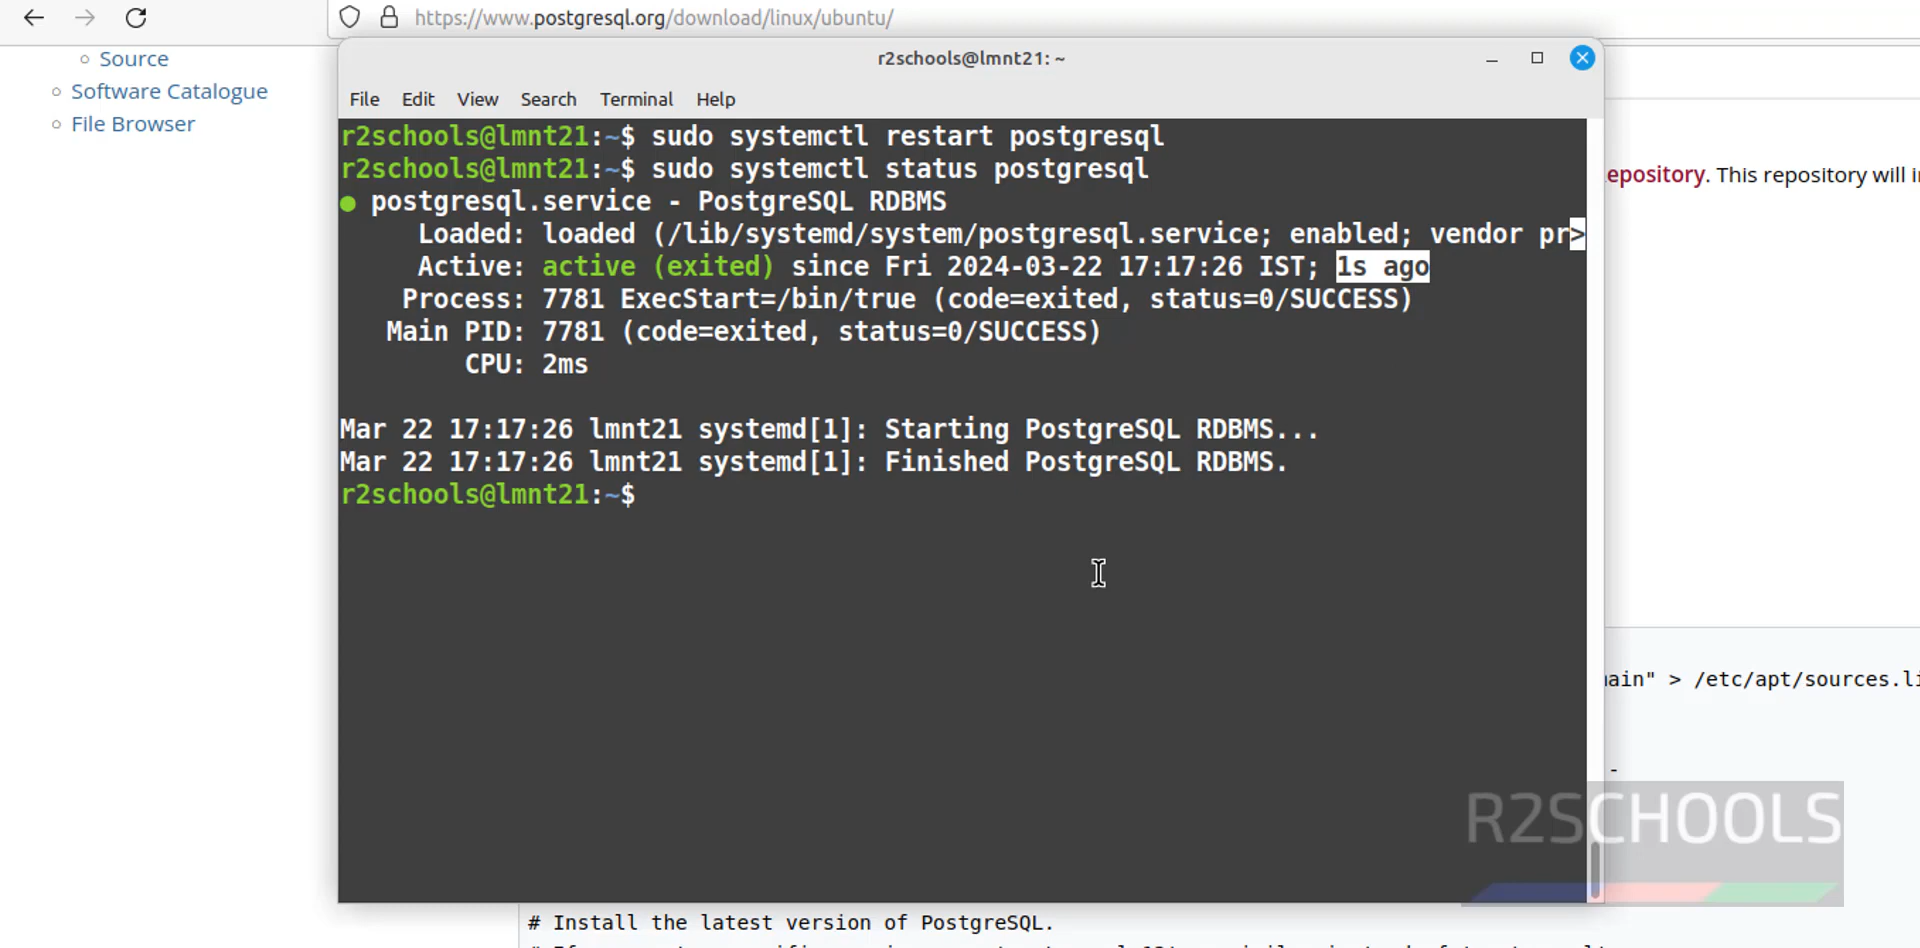 https://www.postgresql.org/download/linux/ubuntu/
Source
Software Catalogue
File Browser
r2schools@lmnt21: ~
File Edit View Search Terminal Help
r2schools@lmnt21:~$ sudo systemctl restart postgresql
r2schools@lmnt21:~$ sudo systemctl status postgresql
● postgresql.service - PostgreSQL RDBMS
Loaded: loaded (/lib/systemd/system/postgresql.service; enabled; vendor pr>
Active: active (exited) since Fri 2024-03-22 17:17:26 IST; 1s ago
Process: 7781 ExecStart=/bin/true (code=exited, status=0/SUCCESS)
Main PID: 7781 (code=exited, status=0/SUCCESS)
CPU: 2ms
Mar 22 17:17:26 lmnt21 systemd[1]: Starting PostgreSQL RDBMS...
Mar 22 17:17:26 lmnt21 systemd[1]: Finished PostgreSQL RDBMS.
r2schools@lmnt21:~$
epository. This repository will i
ain" > /etc/apt/sources.li
-
R2SCHOOLS
# Install the latest version of PostgreSQL.